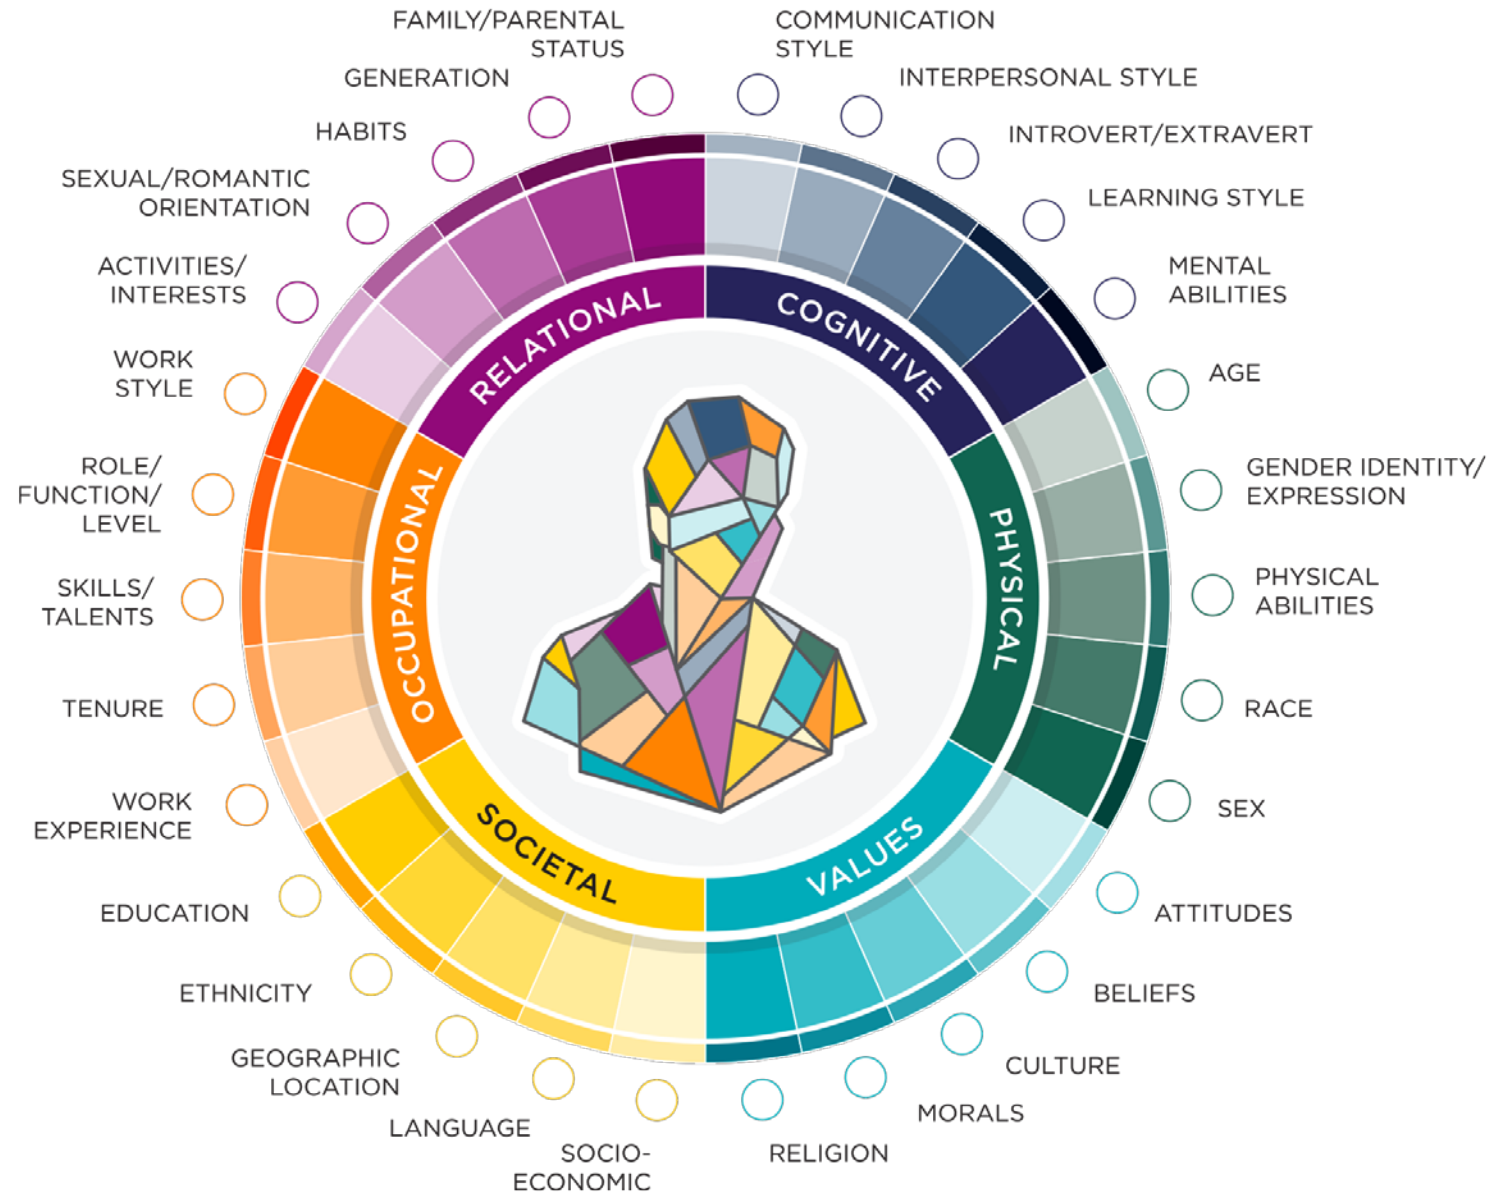 FAMILY/PARENTAL
STATUS
COMMUNICATION
STYLE
GENERATION
INTERPERSONAL STYLE
HABITS
INTROVERT/EXTRAVERT
SEXUAL/ROMANTIC
ORIENTATION
LEARNING STYLE
ACTIVITIES/
INTERESTS
MENTAL
ABILITIES
WORK
STYLE
AGE
ROLE/
FUNCTION/
LEVEL
GENDER IDENTITY/
EXPRESSION
SKILLS/
TALENTS
PHYSICAL
ABILITIES
TENURE
RACE
WORK
EXPERIENCE
SEX
EDUCATION
ATTITUDES
ETHNICITY
BELIEFS
GEOGRAPHIC
LOCATION
CULTURE
LANGUAGE
MORALS
SOCIO-
ECONOMIC
RELIGION
RELATIONAL
COGNITIVE
OCCUPATIONAL
PHYSICAL
SOCIETAL
VALUES